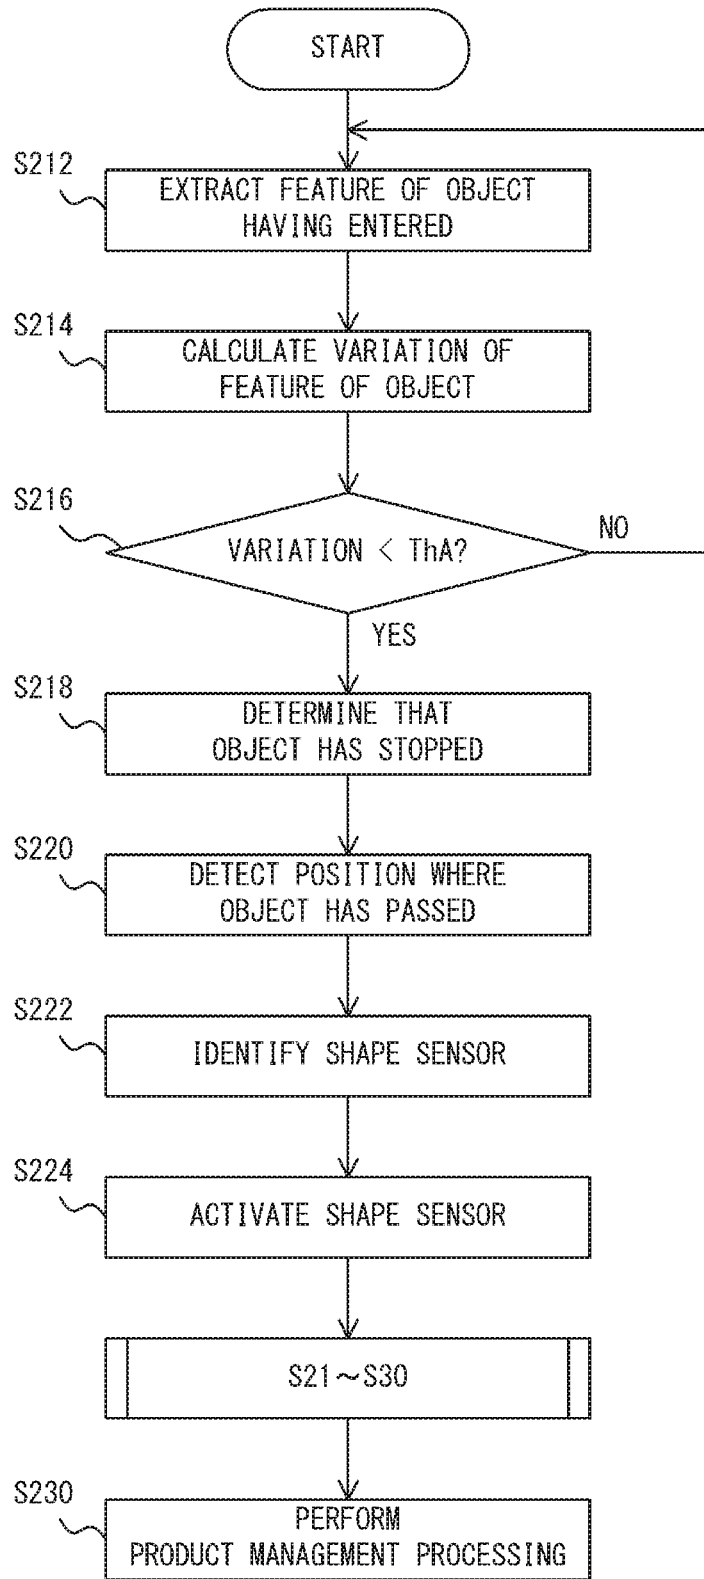 START
S212
EXTRACT FEATURE OF OBJECT
HAVING ENTERED
S214
CALCULATE VARIATION OF
FEATURE OF OBJECT
S216
VARIATION < ThA?
NO
YES
S218
DETERMINE THAT
OBJECT HAS STOPPED
S220
DETECT POSITION WHERE
OBJECT HAS PASSED
S222
IDENTIFY SHAPE SENSOR
S224
ACTIVATE SHAPE SENSOR
S21～S30
S230
PERFORM
PRODUCT MANAGEMENT PROCESSING